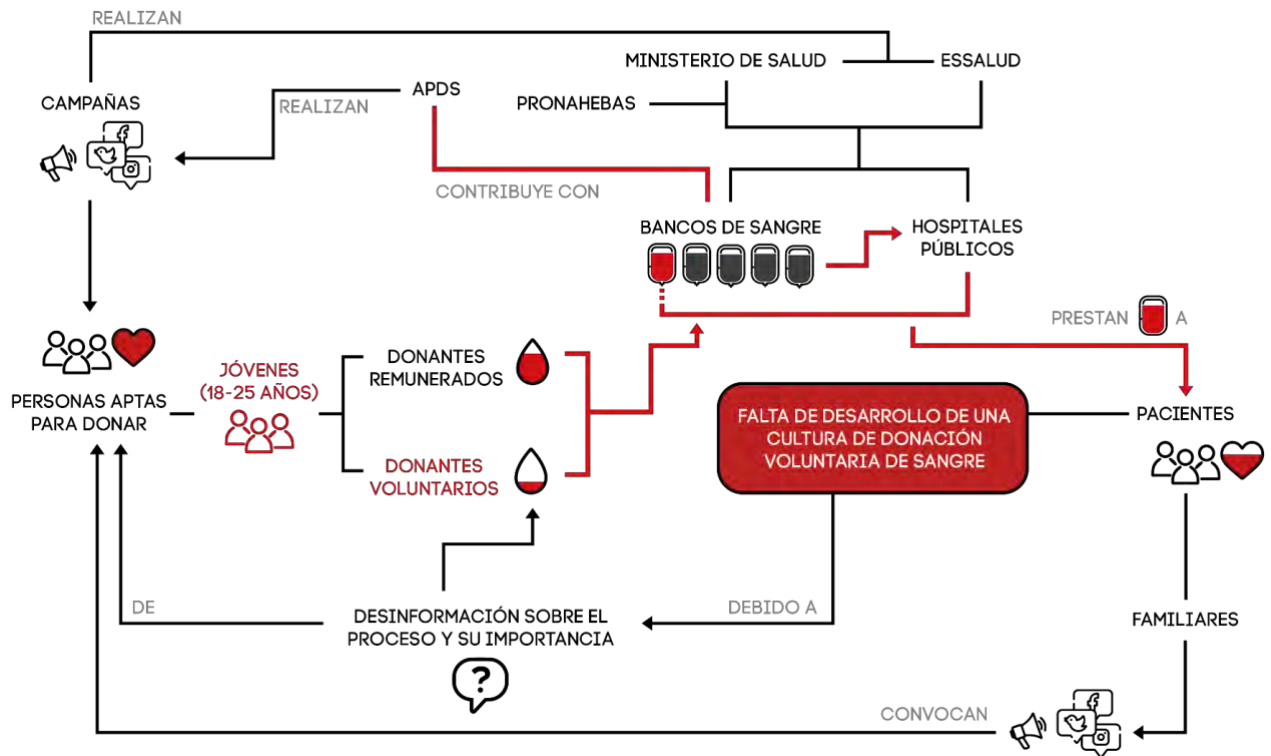 REALIZAN
MINISTERIO DE SALUD
ESSALUD
CAMPAÑAS
REALIZAN
APDS
PRONAHEBAS
CONTRIBUYE CON
BANCOS DE SANGRE
HOSPITALES
PÚBLICOS
PRESTAN
A
PERSONAS APTAS
PARA DONAR
JÓVENES
(18-25 AÑOS)
DONANTES
REMUNERADOS
DONANTES
VOLUNTARIOS
FALTA DE DESARROLLO DE UNA
CULTURA DE DONACIÓN
VOLUNTARIA DE SANGRE
PACIENTES
DE
DESINFORMACIÓN SOBRE EL
PROCESO Y SU IMPORTANCIA
?
DEBIDO A
FAMILIARES
CONVOCAN